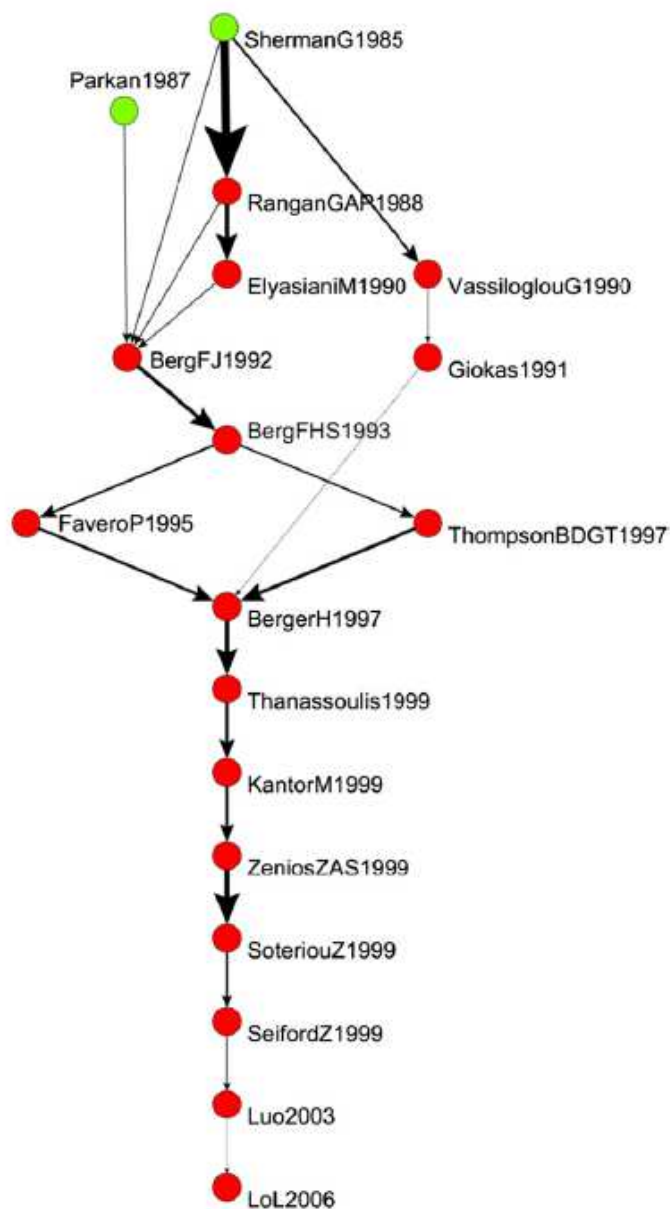 ShermanG1985
Parkan1987
RanganGAP1988
ElyasianiM1990
VassiloglouG1990
BergFJ1992
Giokas1991
BergFHS1993
FaveroP1995
ThompsonBDGT1997
BergerH1997
Thanassoulis1999
KantorM1999
ZeniosZAS1999
SoteriouZ1999
SeifordZ1999
Luo2003
LoL2006